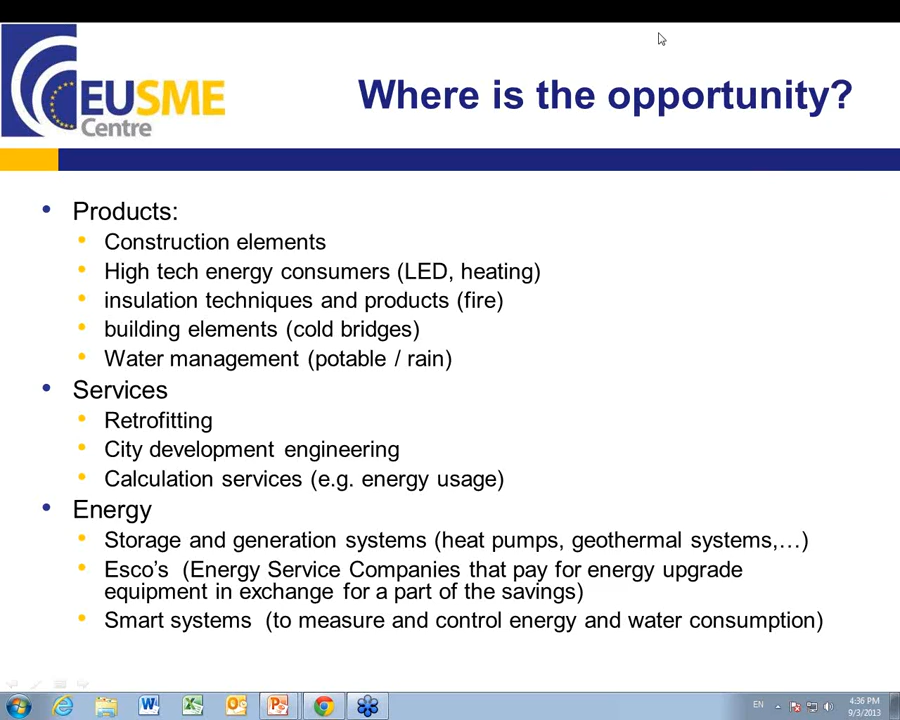 EUSME
Centre
Where is the opportunity?
• Products:
• Construction elements
• High tech energy consumers (LED, heating)
• insulation techniques and products (fire)
• building elements (cold bridges)
• Water management (potable / rain)
• Services
• Retrofitting
• City development engineering
• Calculation services (e.g. energy usage)
• Energy
• Storage and generation systems (heat pumps, geothermal systems,…)
• Esco's (Energy Service Companies that pay for energy upgrade
equipment in exchange for a part of the savings)
• Smart systems (to measure and control energy and water consumption)
EN
4:36 PM
9/3/2013